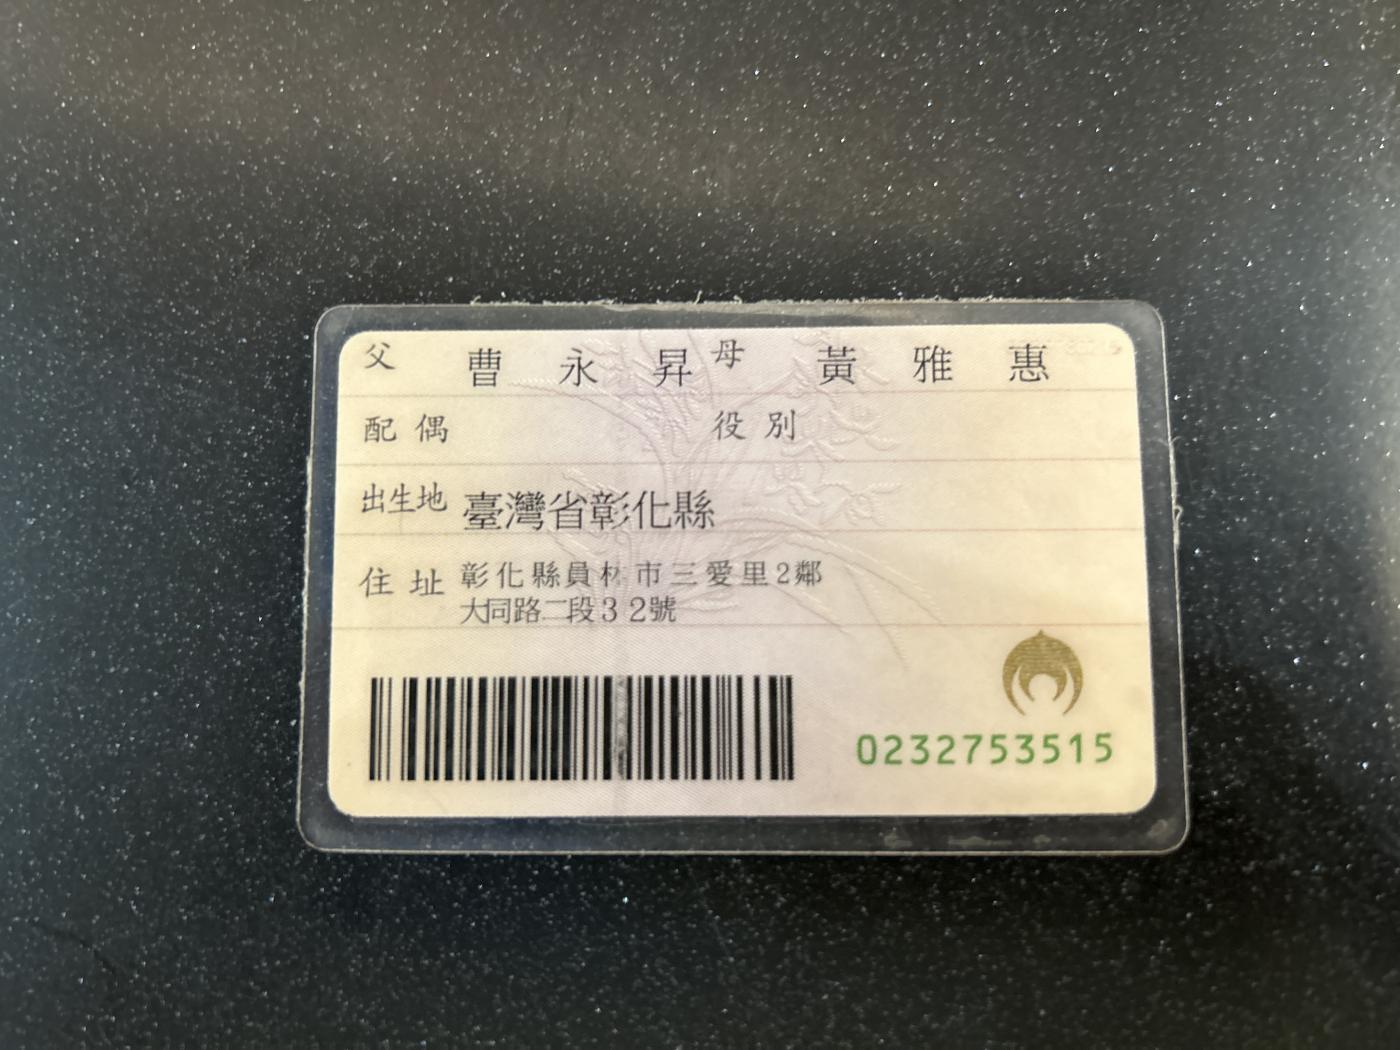 父 曹永昇 母 黃雅惠
配偶 役別
出生地 臺灣省彰化縣
住址 彰化縣員林市三愛里2鄰
大同路二段32號
0232753515